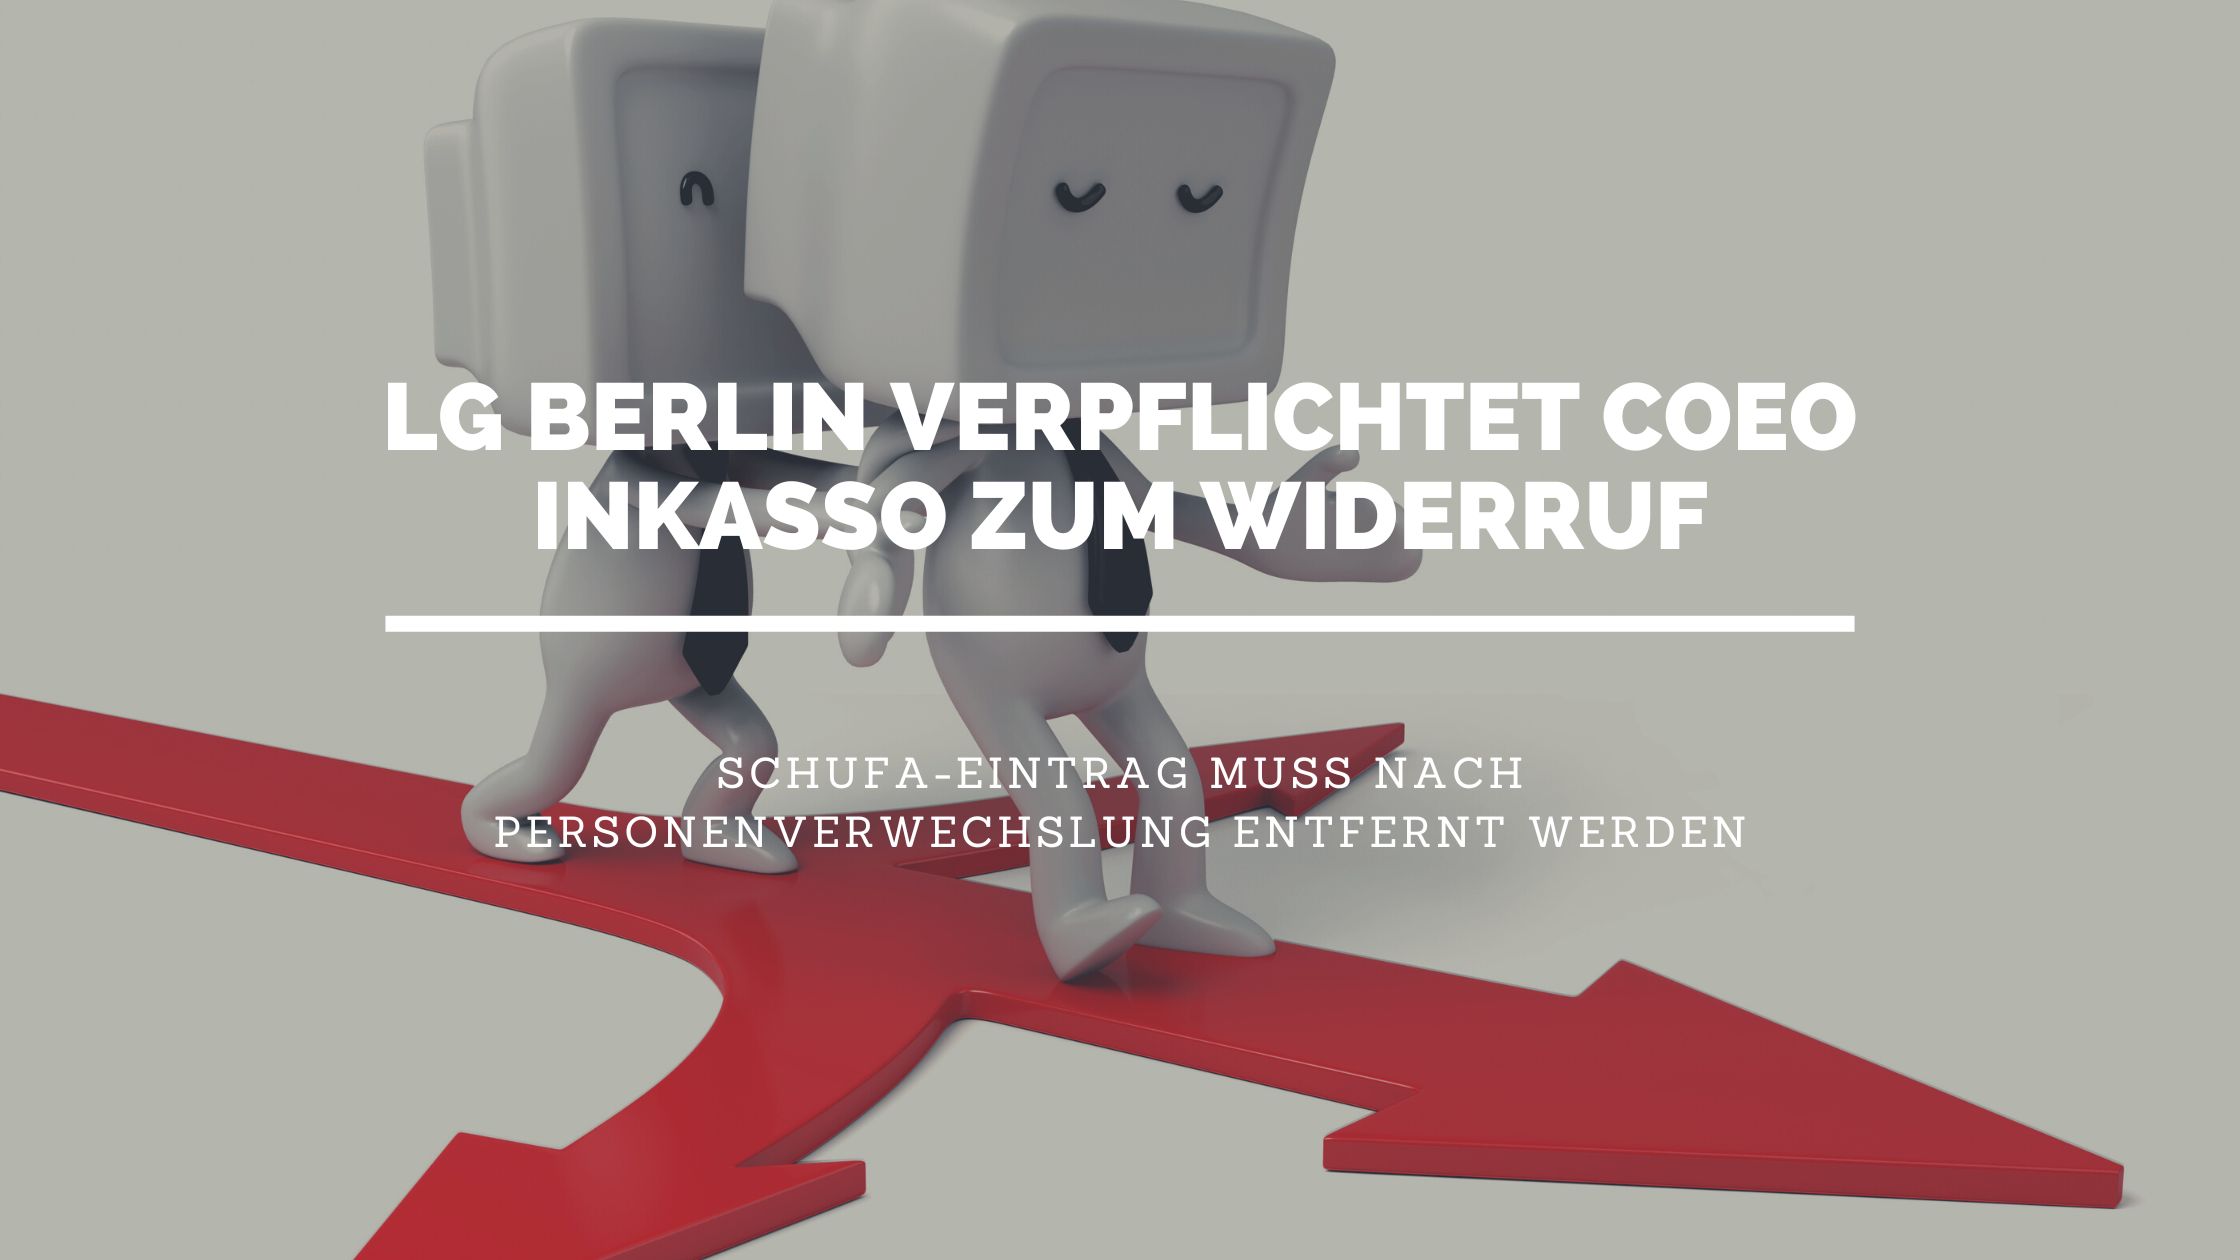 LG BERLIN VERPFLICHTET COEO
INKASSO ZUM WIDERRUF
SCHUFA-EINTRAG MUSS NACH
PERSONENVERWECHSLUNG ENTFERNT WERDEN